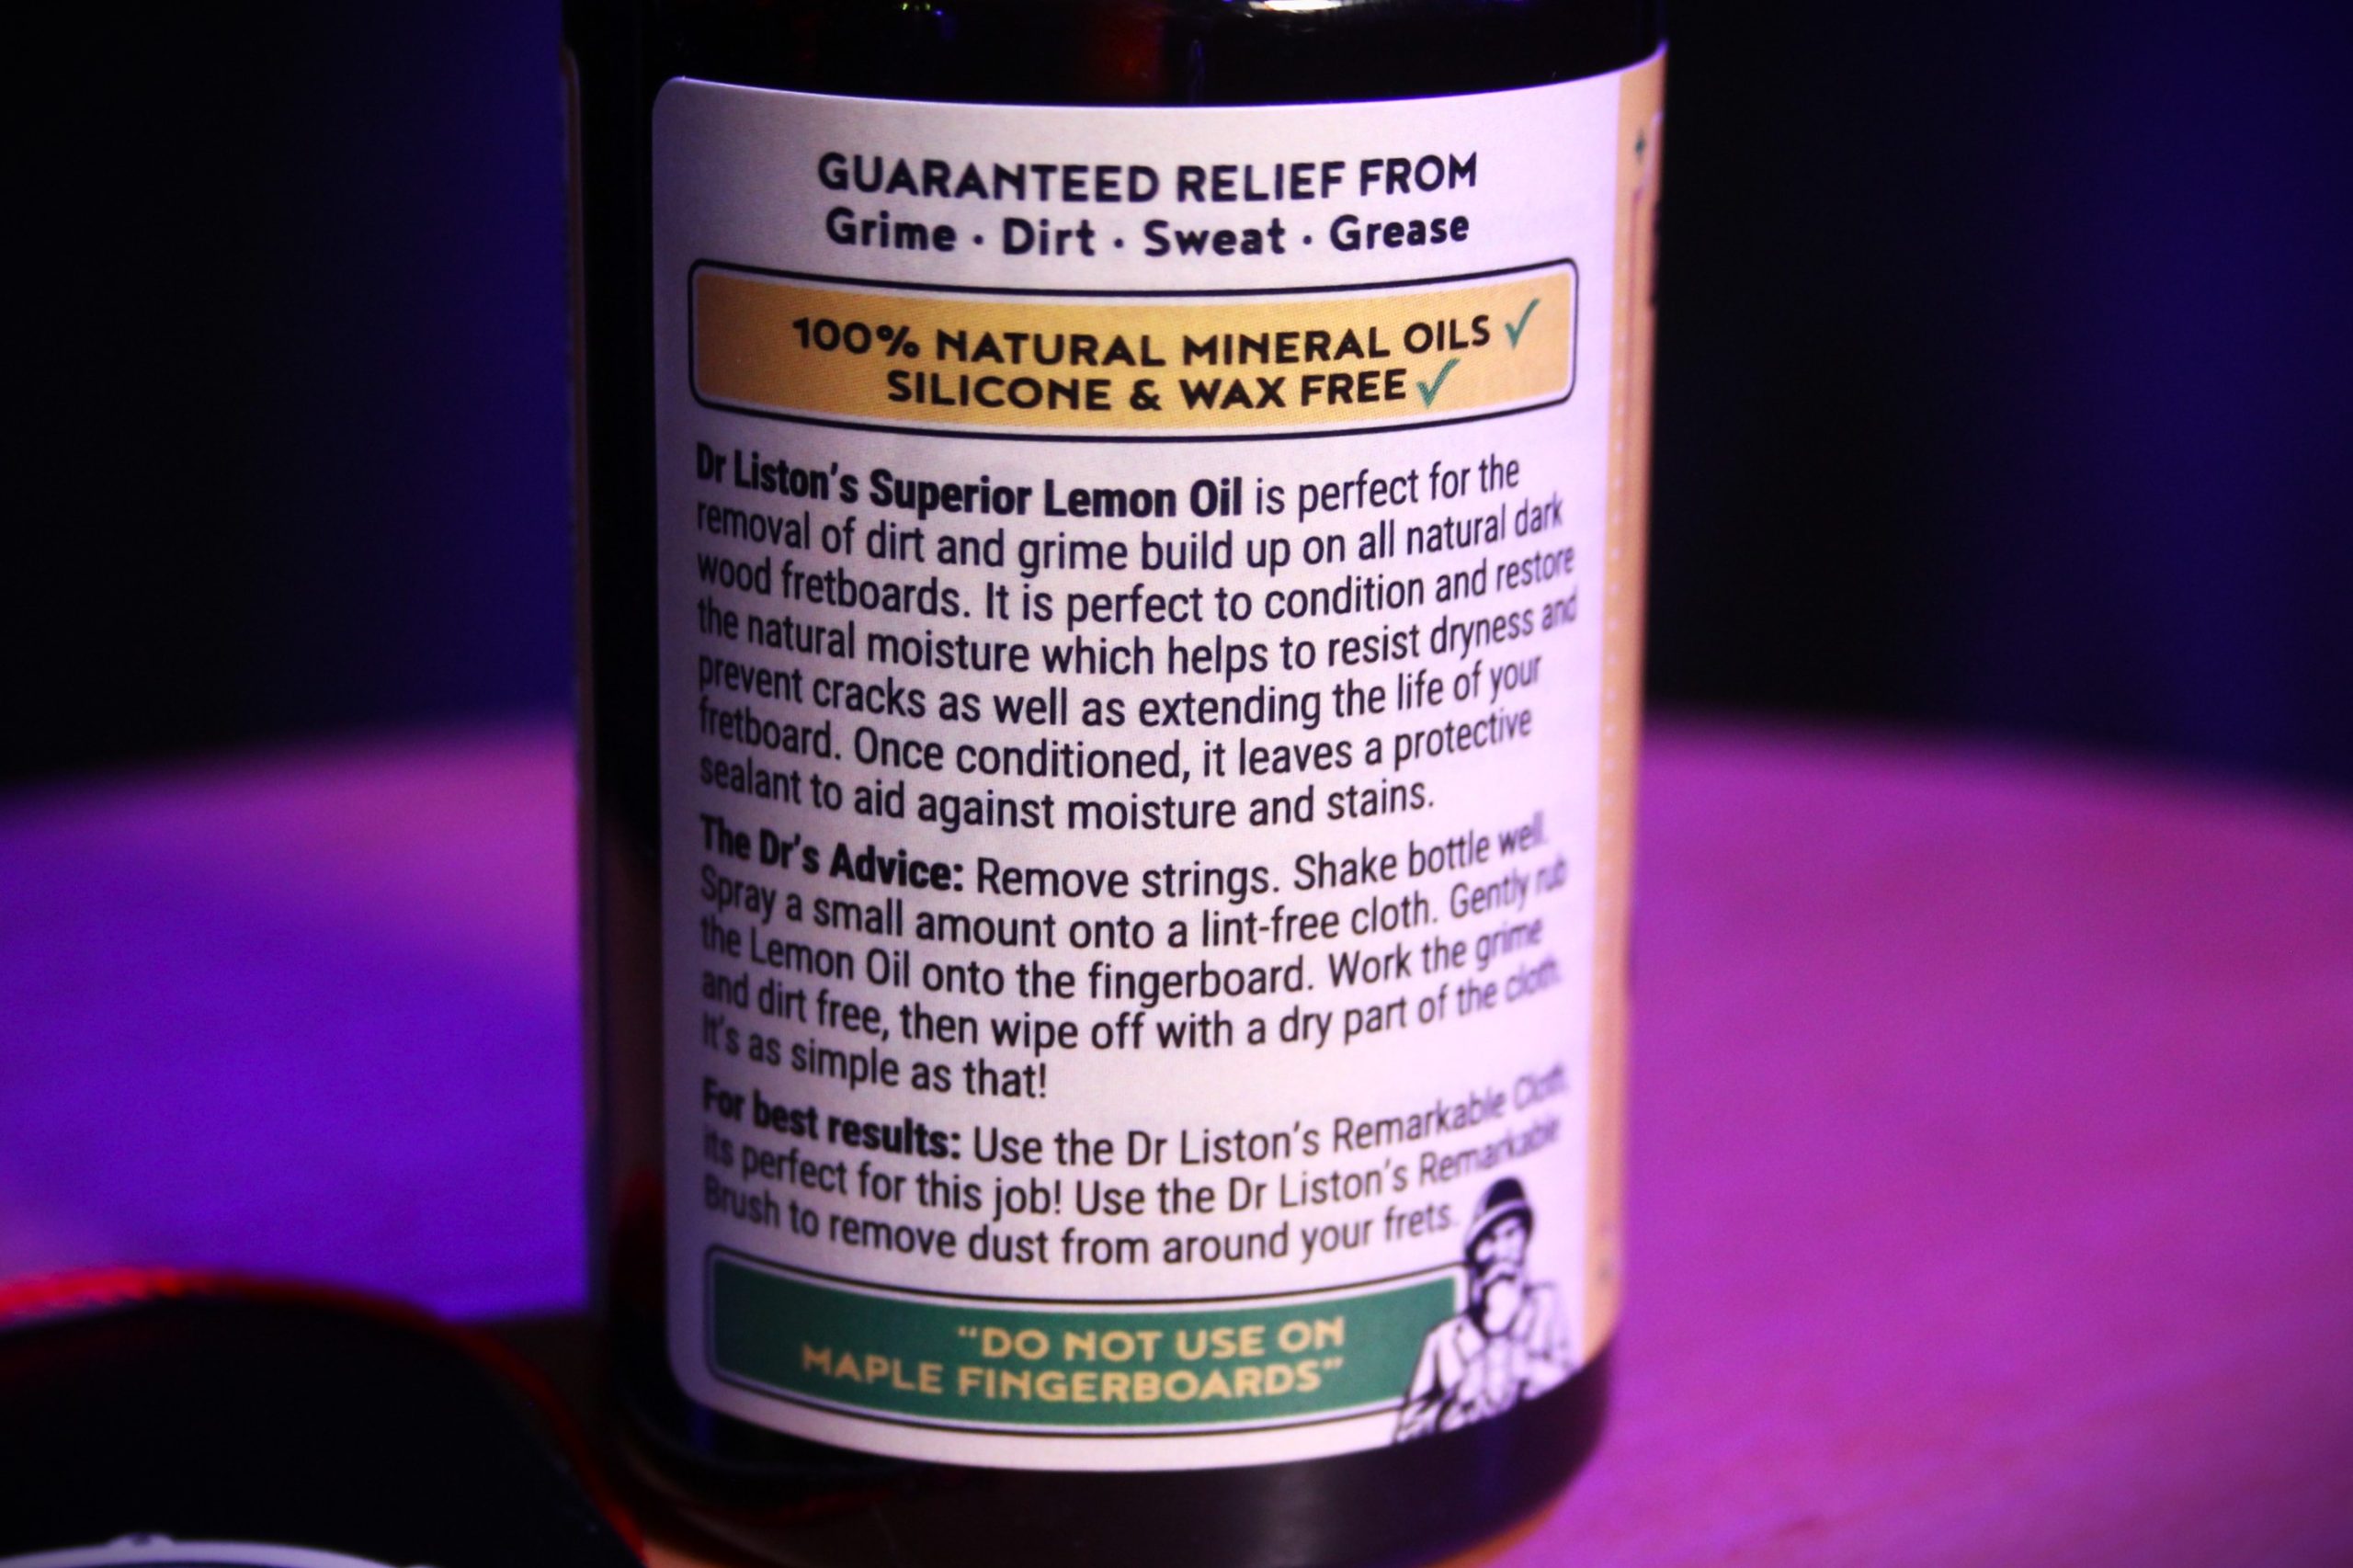 GUARANTEED RELIEF FROM
Grime · Dirt · Sweat · Grease
100% NATURAL MINERAL OILS ✓
SILICONE & WAX FREE ✓
Dr Liston's Superior Lemon Oil is perfect for the
removal of dirt and grime build up on all natural dark
wood fretboards. It is perfect to condition and restore
the natural moisture which helps to resist dryness and
prevent cracks as well as extending the life of your
fretboard. Once conditioned, it leaves a protective
sealant to aid against moisture and stains.
The Dr's Advice: Remove strings. Shake bottle well.
Spray a small amount onto a lint-free cloth. Gently rub
the Lemon Oil onto the fingerboard. Work the grime
and dirt free, then wipe off with a dry part of the cloth.
It's as simple as that!
For best results: Use the Dr Liston's Remarkable Cloth,
its perfect for this job! Use the Dr Liston's Remarkable
Brush to remove dust from around your frets.
"DO NOT USE ON
MAPLE FINGERBOARDS"